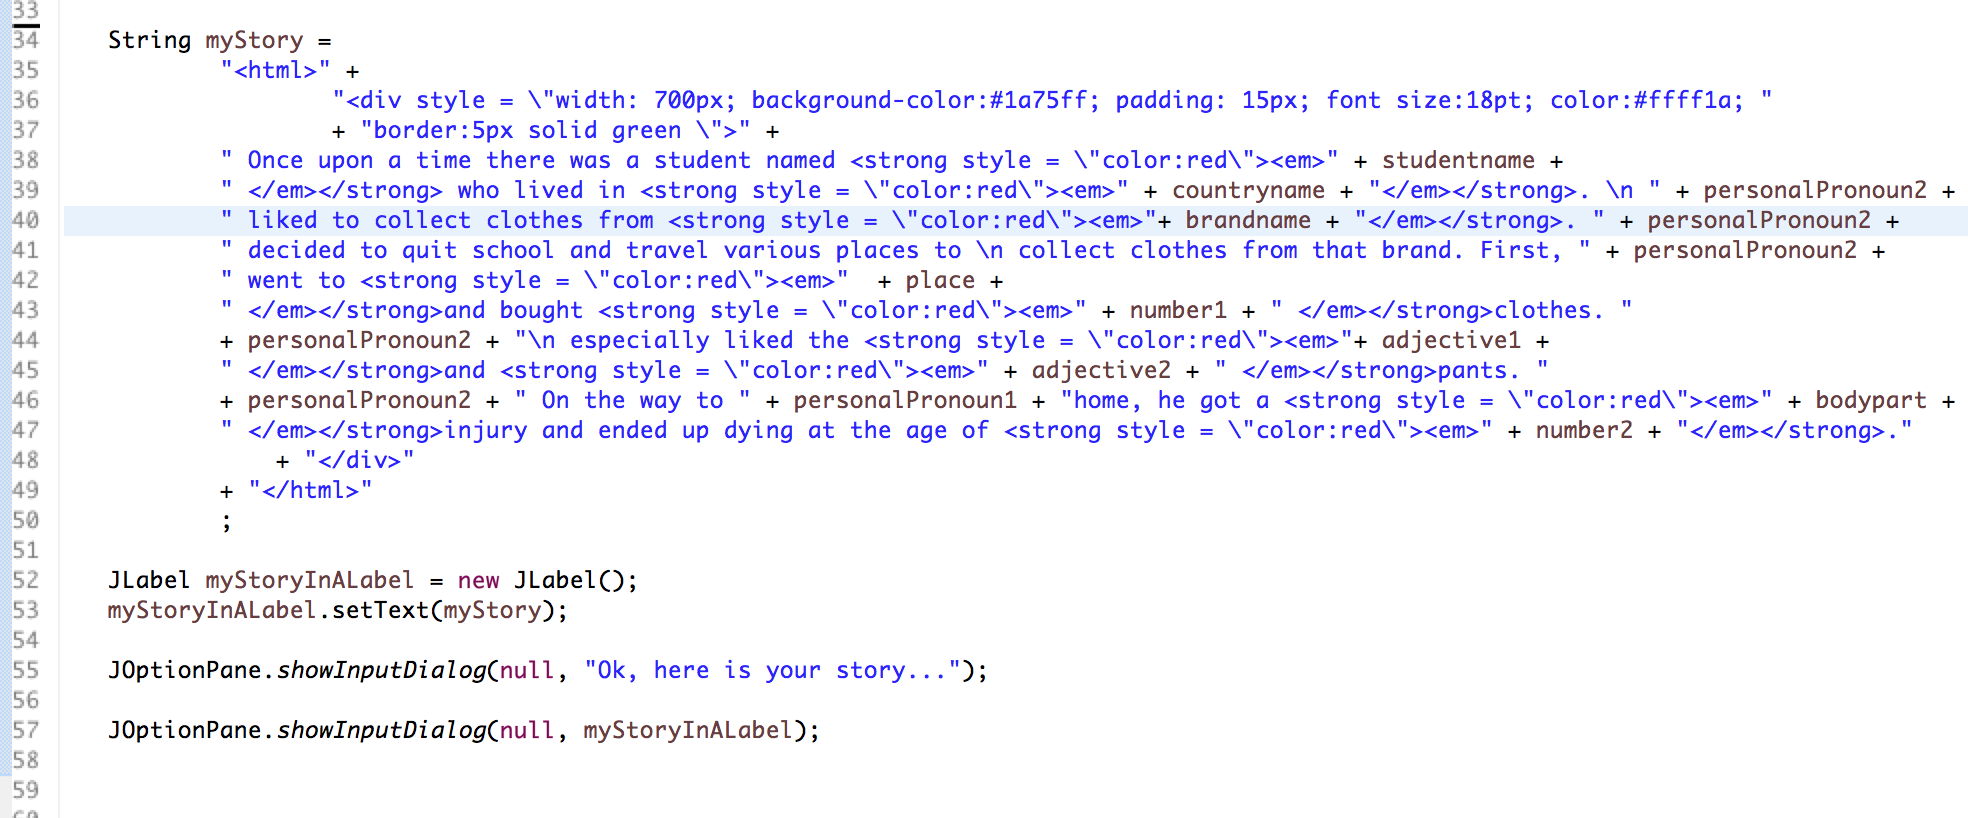 33
34 String myStory =
35 "<html>" +
36 "<div style = \"width: 700px; background-color:#1a75ff; padding: 15px; font size:18pt; color:#ffff1a; "
37 + "border:5px solid green \">" +
38 " Once upon a time there was a student named <strong style = \"color:red\"><em>" + studentname +
39 " </em></strong> who lived in <strong style = \"color:red\"><em>" + countryname + "</em></strong>. \n " + personalPronoun2 +
40 " liked to collect clothes from <strong style = \"color:red\"><em>"+ brandname + "</em></strong>. " + personalPronoun2 +
41 " decided to quit school and travel various places to \n collect clothes from that brand. First, " + personalPronoun2 +
42 " went to <strong style = \"color:red\"><em>"  + place +
43 " </em></strong>and bought <strong style = \"color:red\"><em>" + number1 + " </em></strong>clothes. "
44 + personalPronoun2 + "\n especially liked the <strong style = \"color:red\"><em>"+ adjective1 +
45 " </em></strong>and <strong style = \"color:red\"><em>" + adjective2 + " </em></strong>pants. "
46 + personalPronoun2 + " On the way to " + personalPronoun1 + "home, he got a <strong style = \"color:red\"><em>" + bodypart +
47 " </em></strong>injury and ended up dying at the age of <strong style = \"color:red\"><em>" + number2 + "</em></strong>."
48 + "</div>"
49 + "</html>"
50 ;
51
52 JLabel myStoryInALabel = new JLabel();
53 myStoryInALabel.setText(myStory);
54
55 JOptionPane.showInputDialog(null, "Ok, here is your story...");
56
57 JOptionPane.showInputDialog(null, myStoryInALabel);
58
59